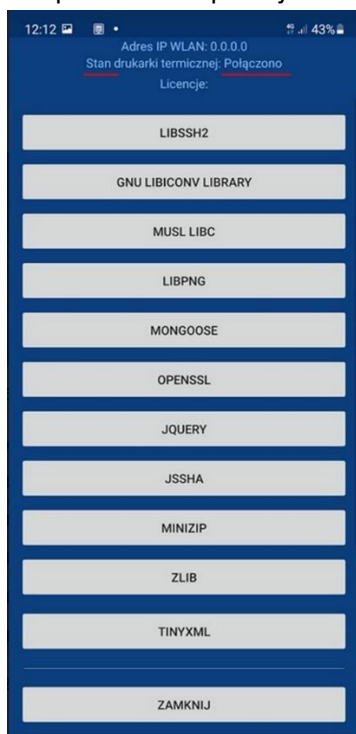 12:12 43%
Adres IP WLAN: 0.0.0.0
Stan drukarki termicznej: Połączono
Licencje:
LIBSSH2
GNU LIBICONV LIBRARY
MUSL LIBC
LIBPNG
MONGOOSE
OPENSSL
JQUERY
JSSHA
MINIZIP
ZLIB
TINYXML
ZAMKNIJ